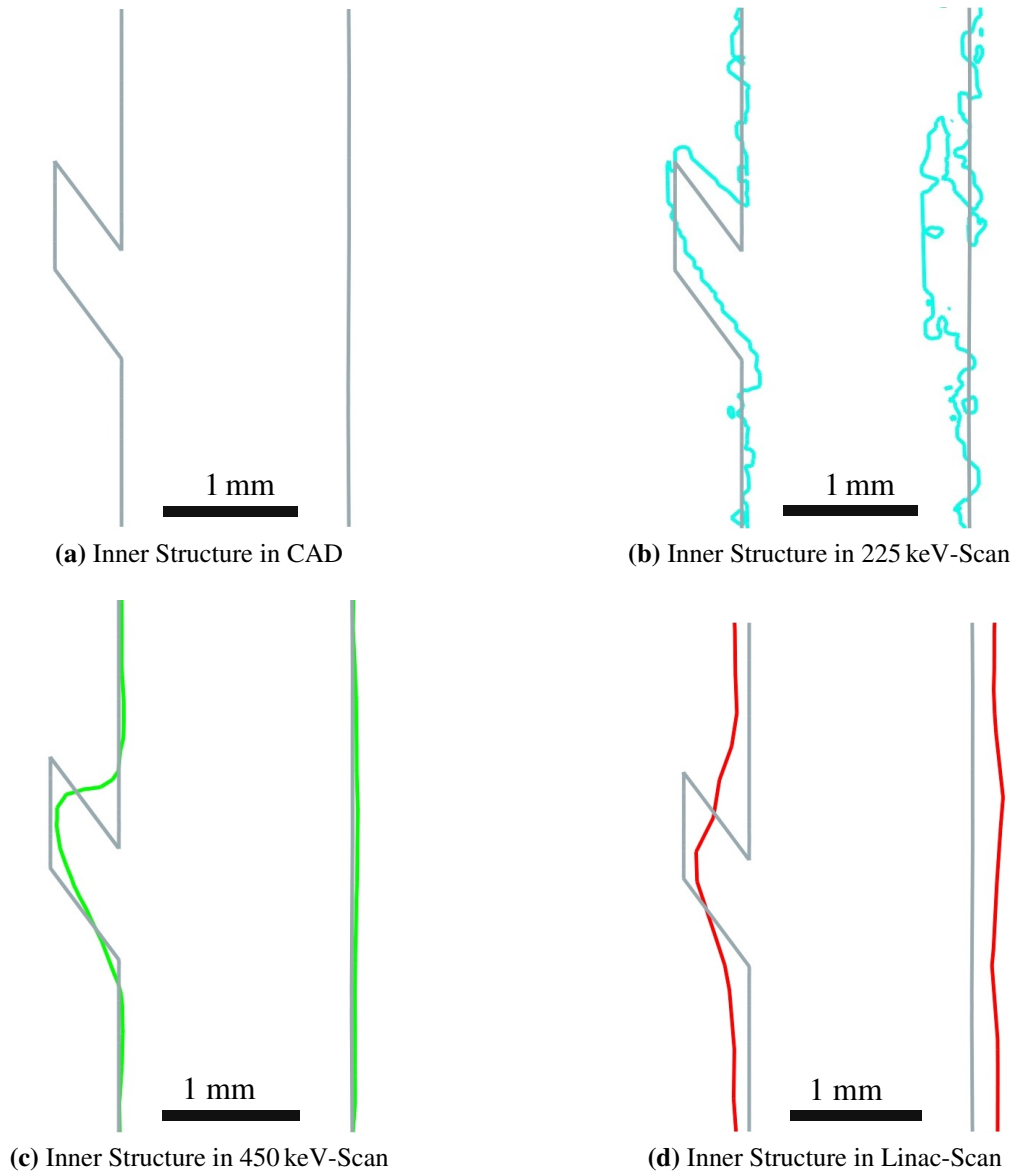 1 mm
1 mm
(a) Inner Structure in CAD
(b) Inner Structure in 225 keV-Scan
1 mm
1 mm
(c) Inner Structure in 450 keV-Scan
(d) Inner Structure in Linac-Scan